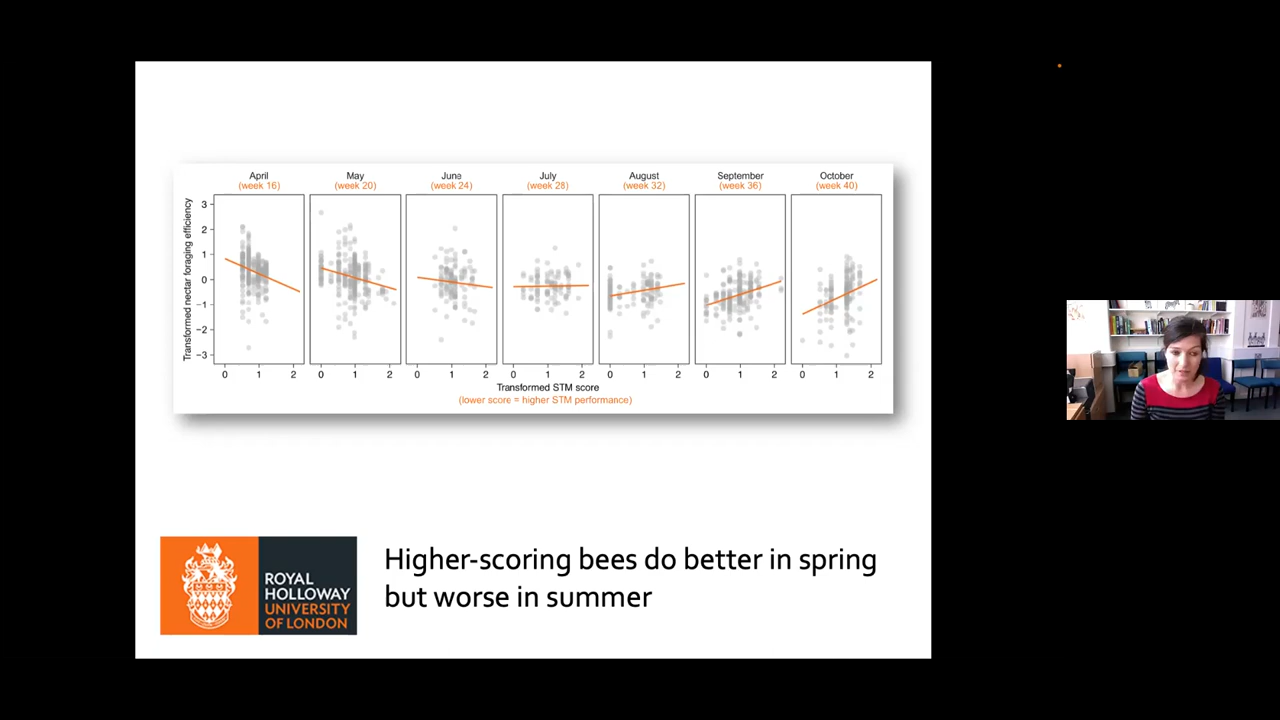 April
(week 16)
May
(week 20)
June
(week 24)
July
(week 28)
August
(week 32)
September
(week 36)
October
(week 40)
Transformed nectar foraging efficiency
3
2
1
0
−1
−2
−3
0 1 2
0 1 2
0 1 2
0 1 2
0 1 2
0 1 2
0 1 2
Transformed STM score
(lower score = higher STM performance)
ROYAL
HOLLOWAY
UNIVERSITY
OF LONDON
Higher-scoring bees do better in spring
but worse in summer